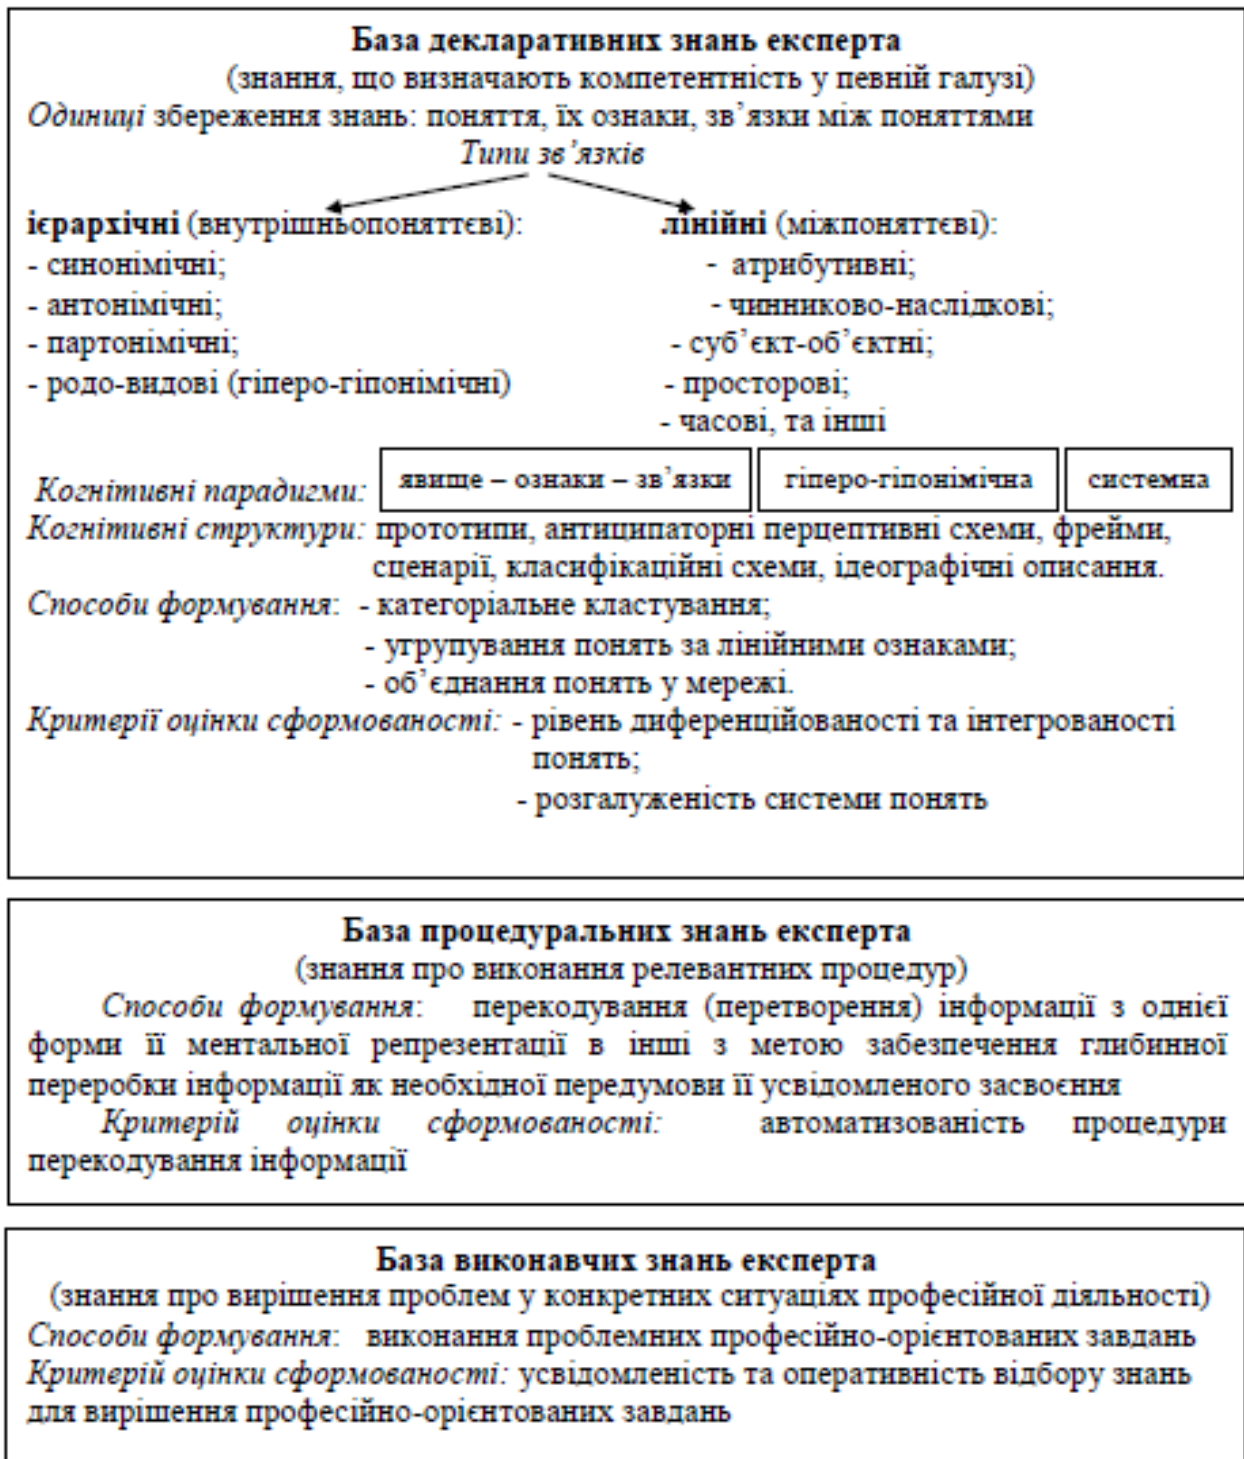 База декларативних знань експерта
(знання, що визначають компетентність у певній галузі)
Одиниці збереження знань: поняття, їх ознаки, зв’язки між поняттями
Типи зв’язків
ієрархічні (внутрішньопоняттєві):
- синонімічні;
- антонімічні;
- партонімічні;
- родо-видові (гіперо-гіпонімічні)
лінійні (міжпоняттєві):
- атрибутивні;
- чинниково-наслідкові;
- суб’єкт-об’єктні;
- просторові;
- часові, та інші
Когнітивні парадигми: явище – ознаки – зв’язки гіперо-гіпонімічна системна
Когнітивні структури: прототипи, антиципаторні перцептивні схеми, фрейми,
сценарії, класифікаційні схеми, ідеографічні описання.
Способи формування: - категоріальне кластування;
- угрупування понять за лінійними ознаками;
- об’єднання понять у мережі.
Критерії оцінки сформованості: - рівень диференційованості та інтегрованості
понять;
- розгалуженість системи понять
База процедуральних знань експерта
(знання про виконання релевантних процедур)
Способи формування: перекодування (перетворення) інформації з однієї
форми її ментальної репрезентації в інші з метою забезпечення глибинної
переробки інформації як необхідної передумови її усвідомленого засвоєння
Критерій оцінки сформованості: автоматизованість процедури
перекодування інформації
База виконавчих знань експерта
(знання про вирішення проблем у конкретних ситуаціях професійної діяльності)
Способи формування: виконання проблемних професійно-орієнтованих завдань
Критерій оцінки сформованості: усвідомленість та оперативність відбору знань
для вирішення професійно-орієнтованих завдань